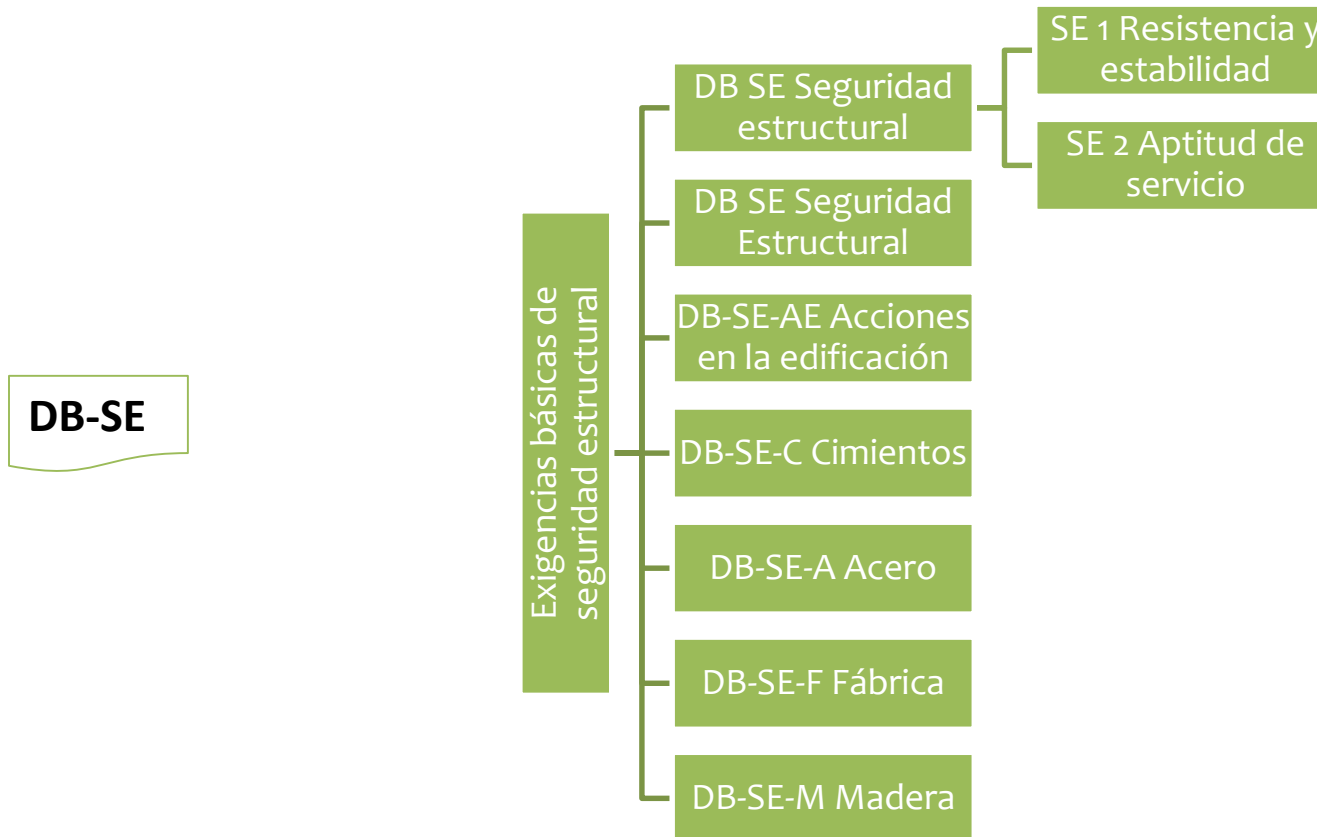 DB-SE
Exigencias básicas de
seguridad estructural
DB SE Seguridad
estructural
SE 1 Resistencia y
estabilidad
SE 2 Aptitud de
servicio
DB SE Seguridad
Estructural
DB-SE-AE Acciones
en la edificación
DB-SE-C Cimientos
DB-SE-A Acero
DB-SE-F Fábrica
DB-SE-M Madera